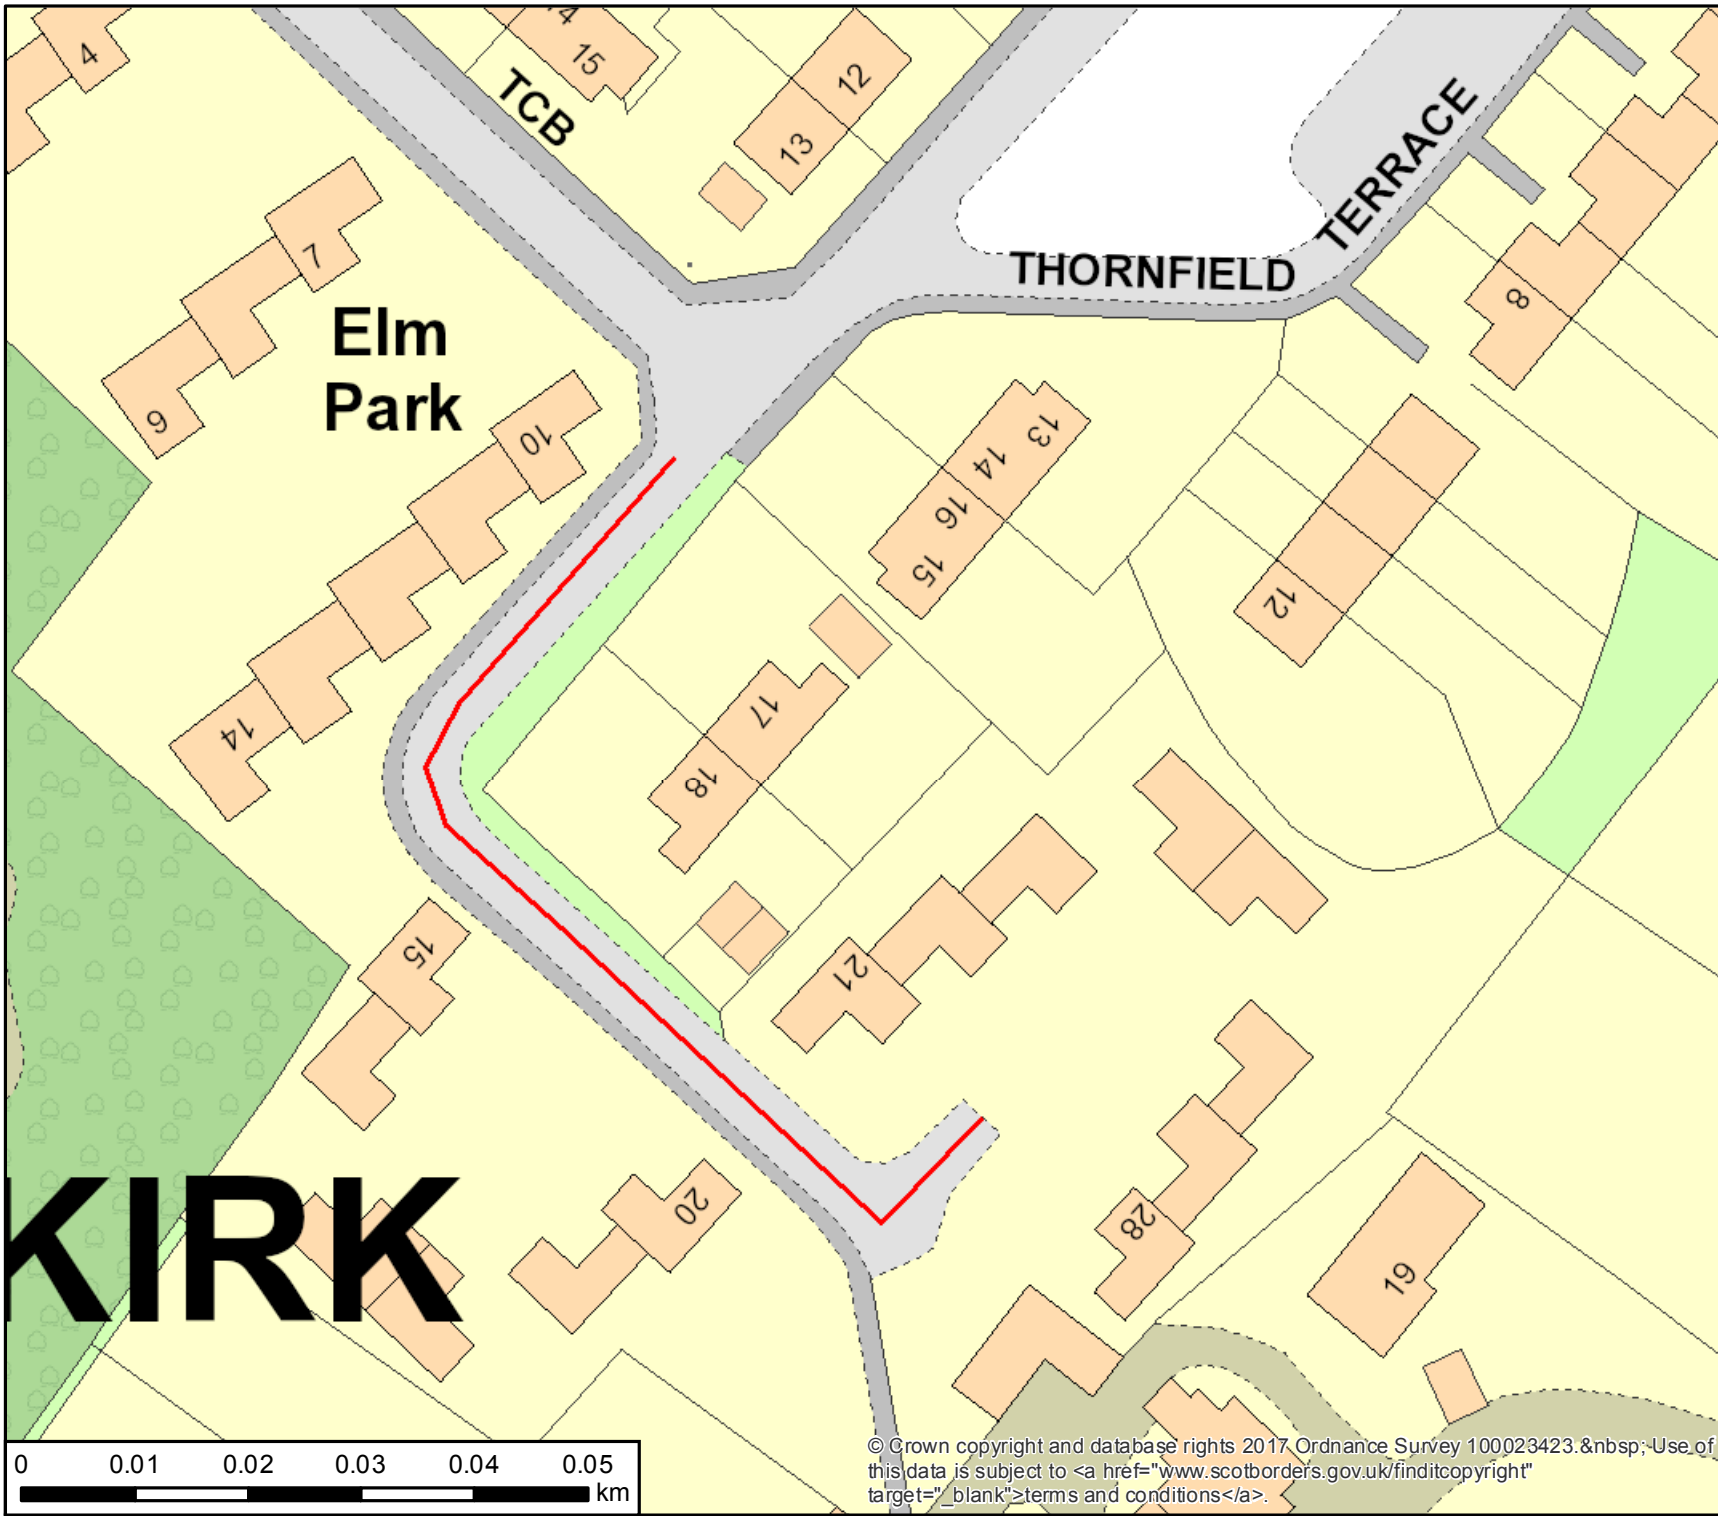 4
14
15
TCB
12
13
TERRACE
THORNFIELD
7
Elm
Park
9
10
8
13
14
16
15
12
17
18
14
15
21
20
28
19
KIRK
0 0.01 0.02 0.03 0.04 0.05
km
© Crown copyright and database rights 2017 Ordnance Survey 100023423.&nbsp; Use of
this data is subject to <a href="www.scotborders.gov.uk/finditcopyright"
target="_blank">terms and conditions</a>.